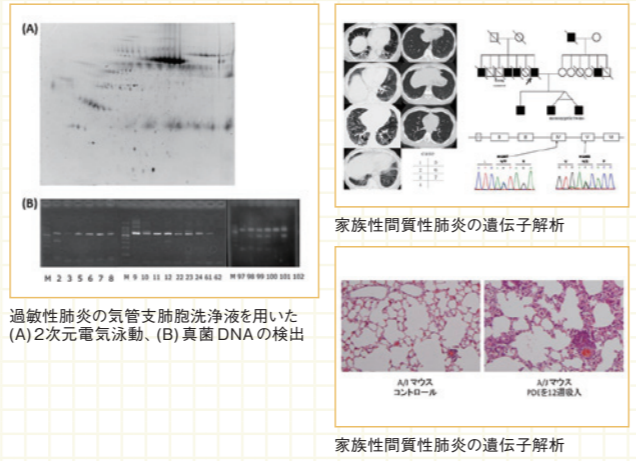 (A)
(B)
M 2 3 5 6 7 8 M 9 10 11 12 22 23 24 61 62 M 97 98 99 100 101 102
過敏性肺炎の気管支肺胞洗浄液を用いた
(A)2次元電気泳動、(B)真菌DNAの検出
家族性間質性肺炎の遺伝子解析
A/J マウス
コントロール
A/J マウス
PDEを12週吸入
家族性間質性肺炎の遺伝子解析